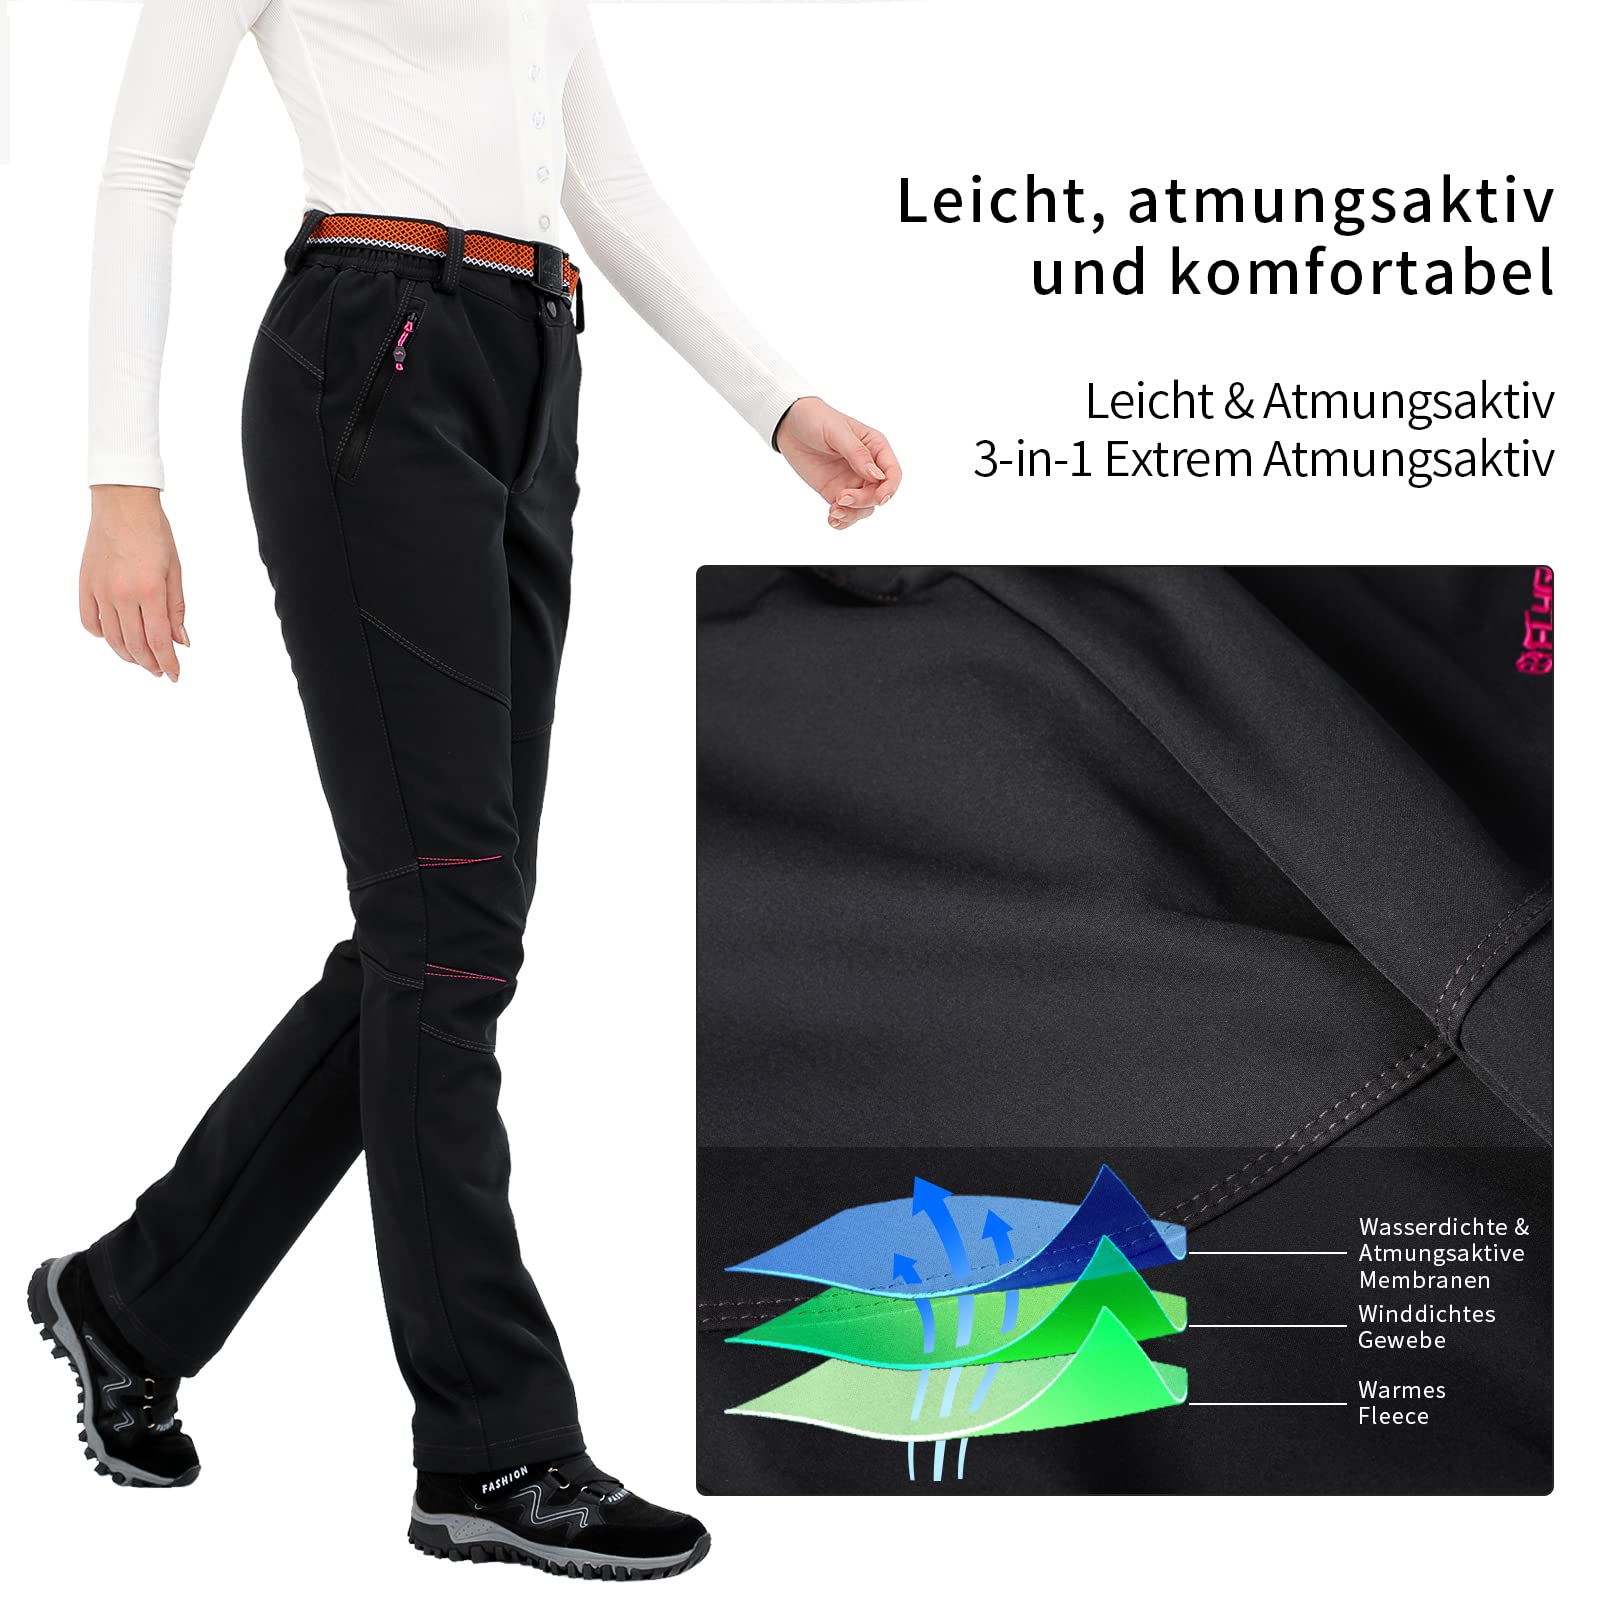 Leicht, atmungsaktiv
und komfortabel
Leicht & Atmungsaktiv
3-in-1 Extrem Atmungsaktiv
Wasserdichte &
Atmungsaktive
Membranen
Winddichtes
Gewebe
Warmes
Fleece
FASHION
FASHION